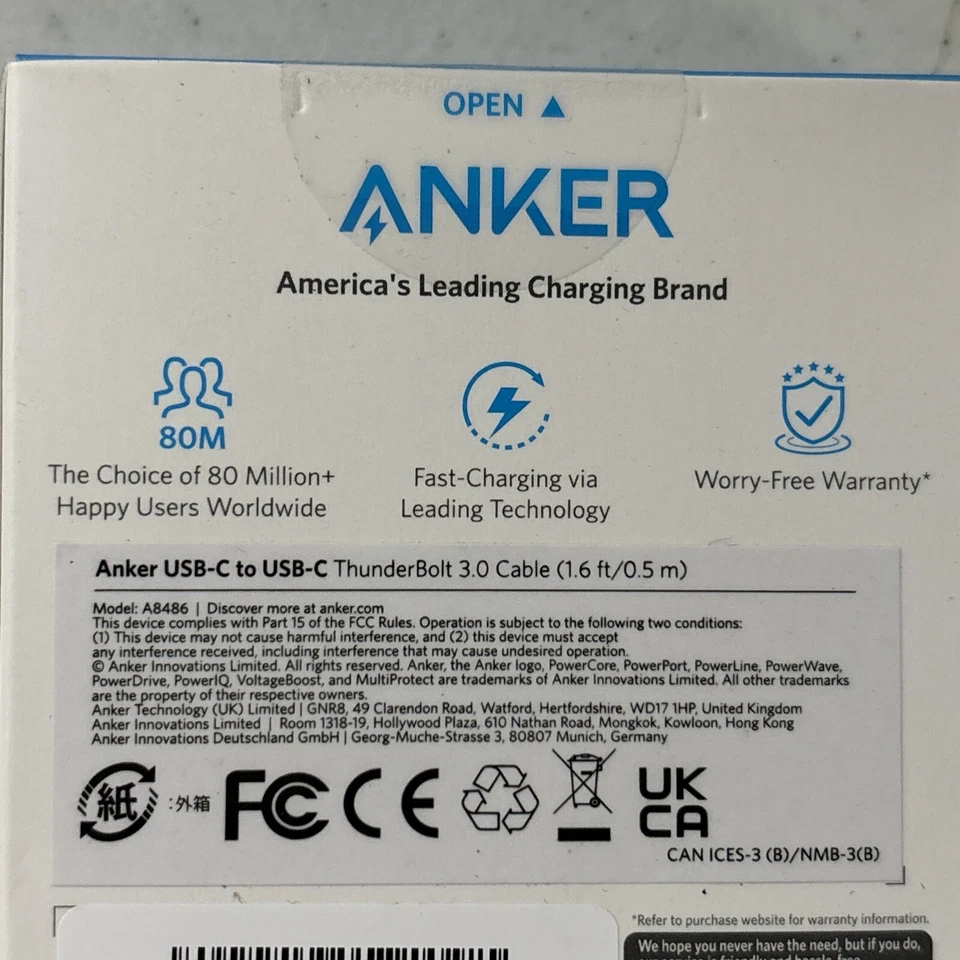 OPEN ▲
ANKER
America's Leading Charging Brand
80M
The Choice of 80 Million+
Happy Users Worldwide
Fast-Charging via
Leading Technology
Worry-Free Warranty*
Anker USB-C to USB-C ThunderBolt 3.0 Cable (1.6 ft/0.5 m)
Model: A8486 | Discover more at anker.com
This device complies with Part 15 of the FCC Rules. Operation is subject to the following two conditions:
(1) This device may not cause harmful interference, and (2) this device must accept
any interference received, including interference that may cause undesired operation.
© Anker Innovations Limited. All rights reserved. Anker, the Anker logo, PowerCore, PowerPort, PowerLine, PowerWave,
PowerDrive, PowerIQ, VoltageBoost, and MultiProtect are trademarks of Anker Innovations Limited. All other trademarks
are the property of their respective owners.
Anker Technology (UK) Limited | GNR8, 49 Clarendon Road, Watford, Hertfordshire, WD17 1HP, United Kingdom
Anker Innovations Limited | Room 1318-19, Hollywood Plaza, 610 Nathan Road, Mongkok, Kowloon, Hong Kong
Anker Innovations Deutschland GmbH | Georg-Muche-Strasse 3, 80807 Munich, Germany
紙 :外箱 FCC CE UK
CA
CAN ICES-3 (B)/NMB-3(B)
*Refer to purchase website for warranty information.
We hope you never have the need, but if you do,
our service is friendly and hassle-free.